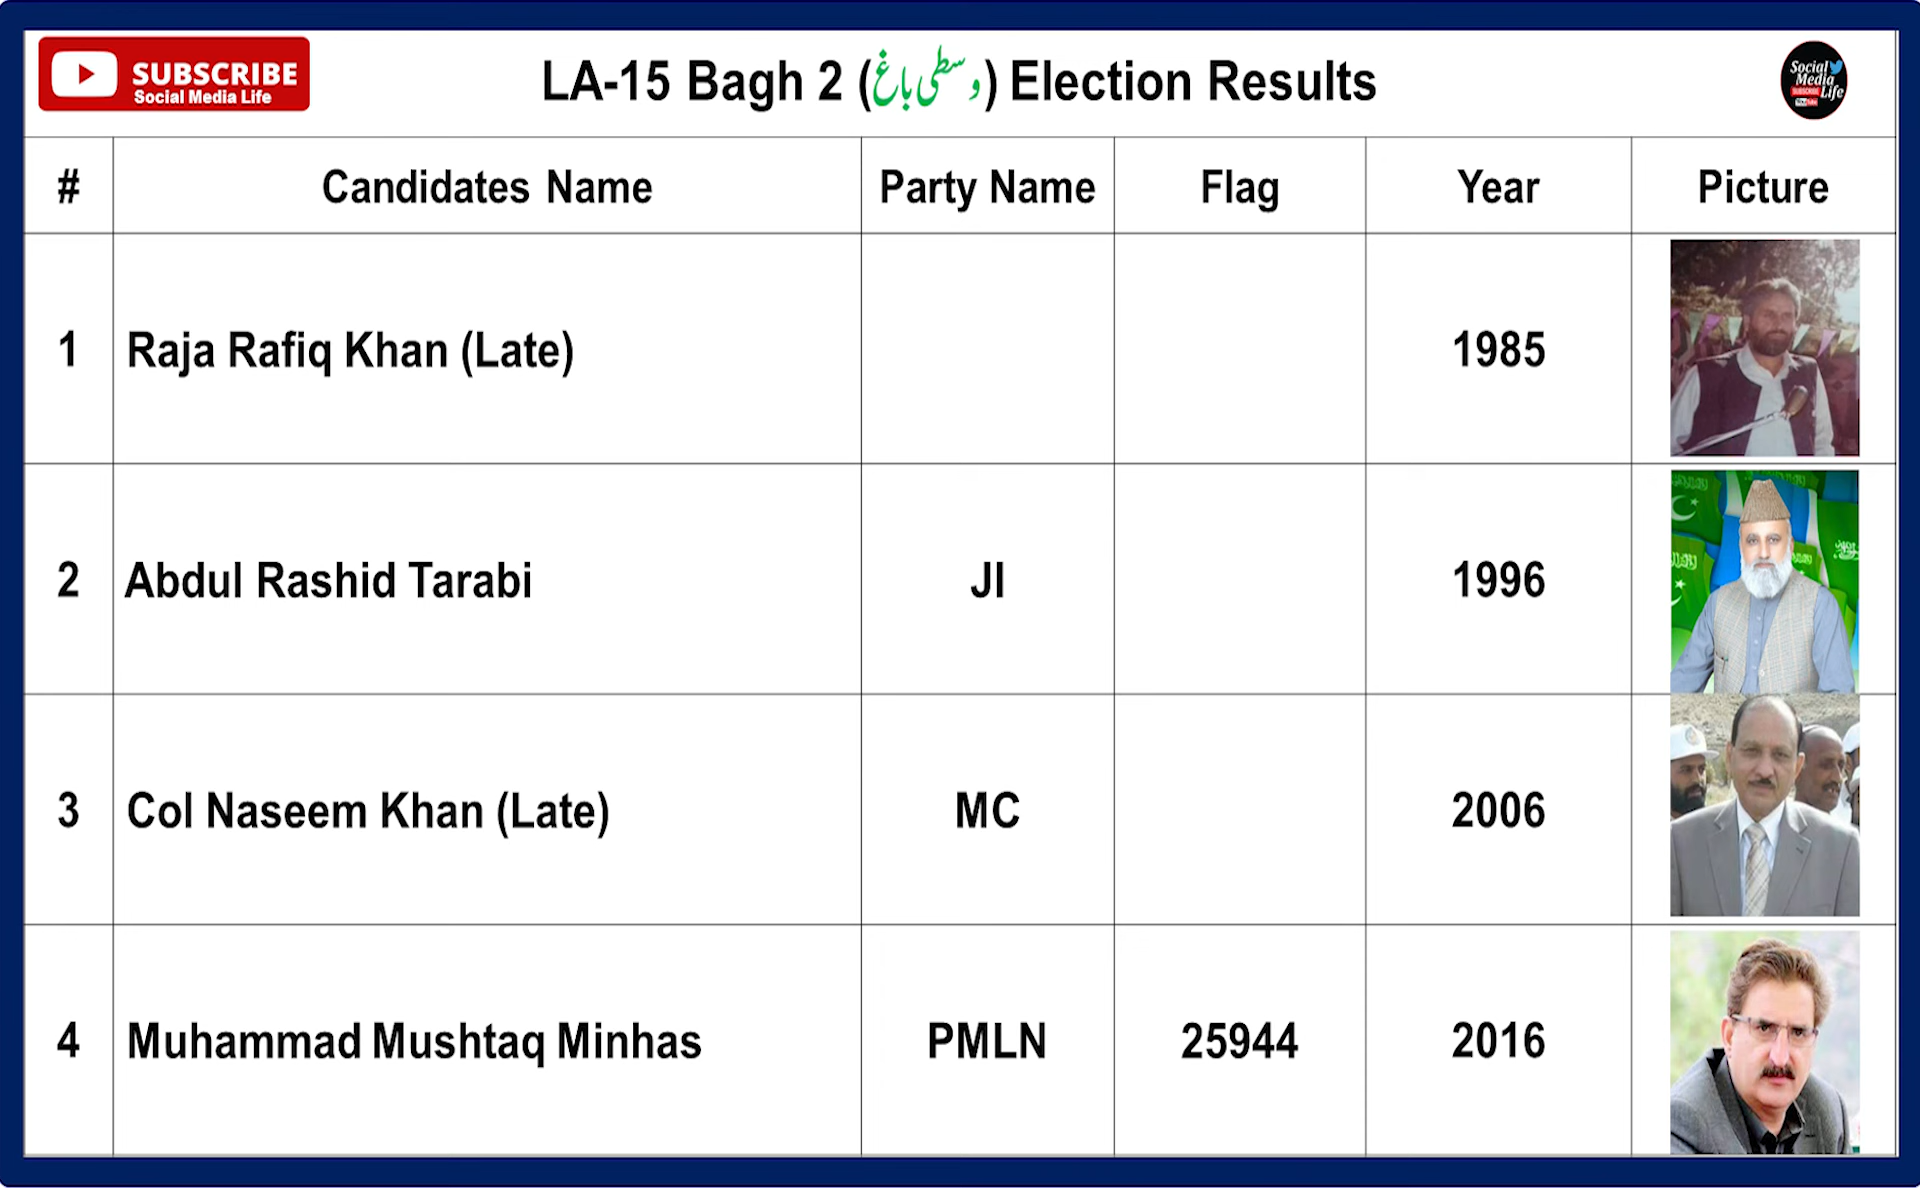 SUBSCRIBE
Social Media Life
LA-15 Bagh 2 (وسطی باغ) Election Results
Social
Media
SUBSCRIBE
Life
# Candidates Name Party Name Flag Year Picture
1 Raja Rafiq Khan (Late) 1985
2 Abdul Rashid Tarabi JI 1996
3 Col Naseem Khan (Late) MC 2006
4 Muhammad Mushtaq Minhas PMLN 25944 2016